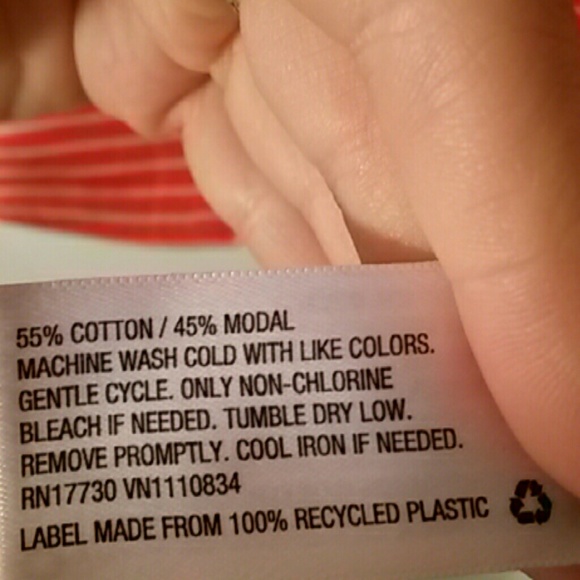 55% COTTON / 45% MODAL
MACHINE WASH COLD WITH LIKE COLORS.
GENTLE CYCLE. ONLY NON-CHLORINE
BLEACH IF NEEDED. TUMBLE DRY LOW.
REMOVE PROMPTLY. COOL IRON IF NEEDED.
RN17730 VN1110834
LABEL MADE FROM 100% RECYCLED PLASTIC